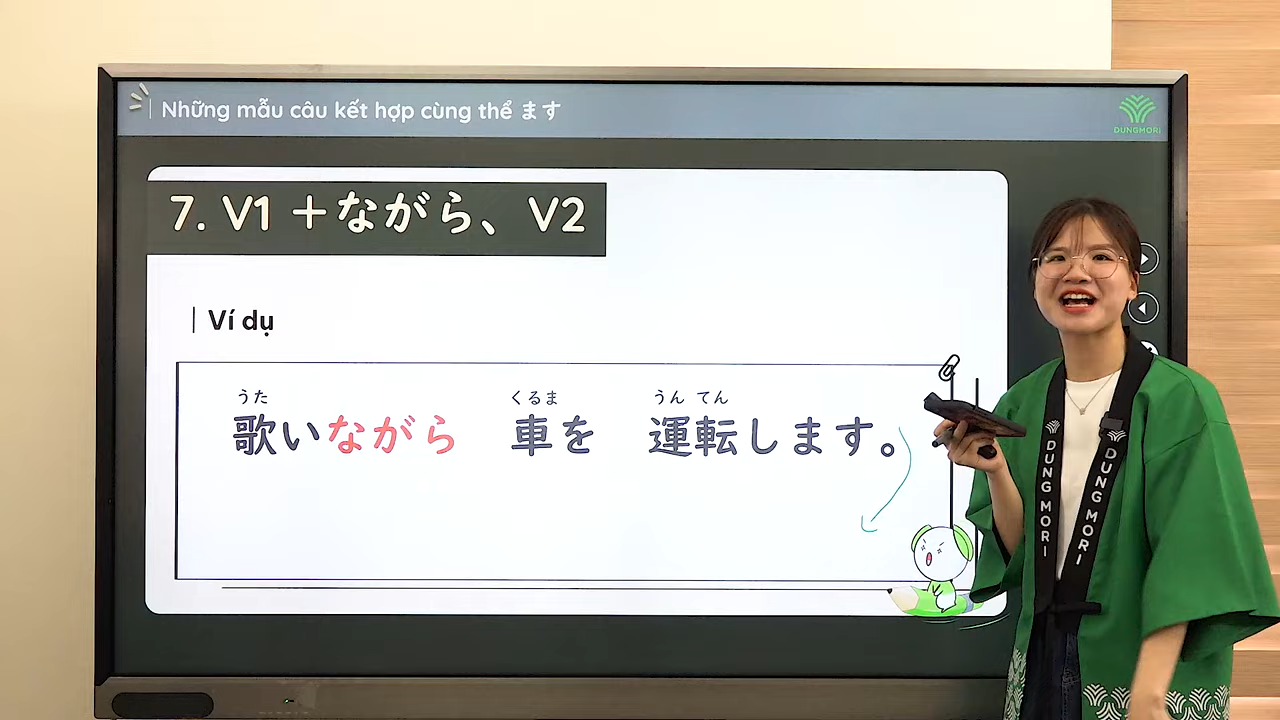 Những mẫu câu kết hợp cùng thể ます
DUNGMORI
7. V1 +ながら、V2
Ví dụ
うた くるま うん てん
歌いながら 車を 運転します。
DUNG MORI
DUNG MORI